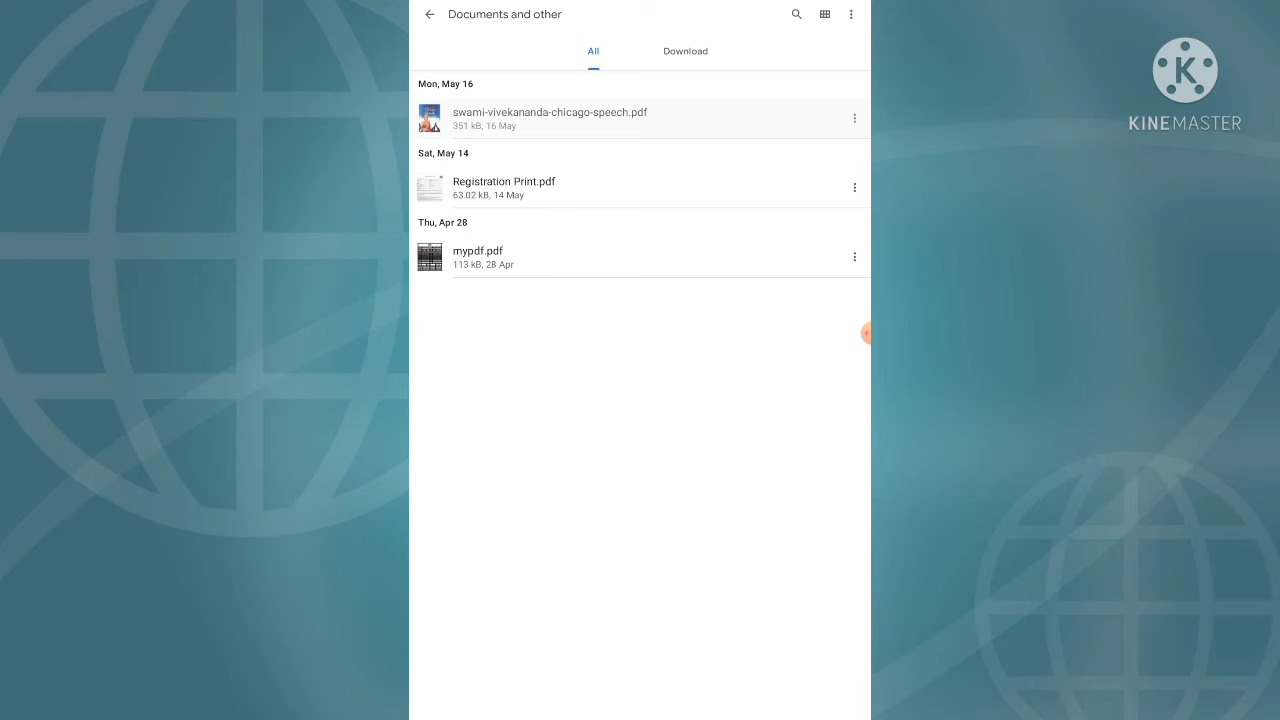 Documents and other
All
Download
Mon, May 16
swami-vivekananda-chicago-speech.pdf
351 kB, 16 May
Sat, May 14
Registration Print.pdf
63.02 kB, 14 May
Thu, Apr 28
mypdf.pdf
113 kB, 28 Apr
K
KINEMASTER